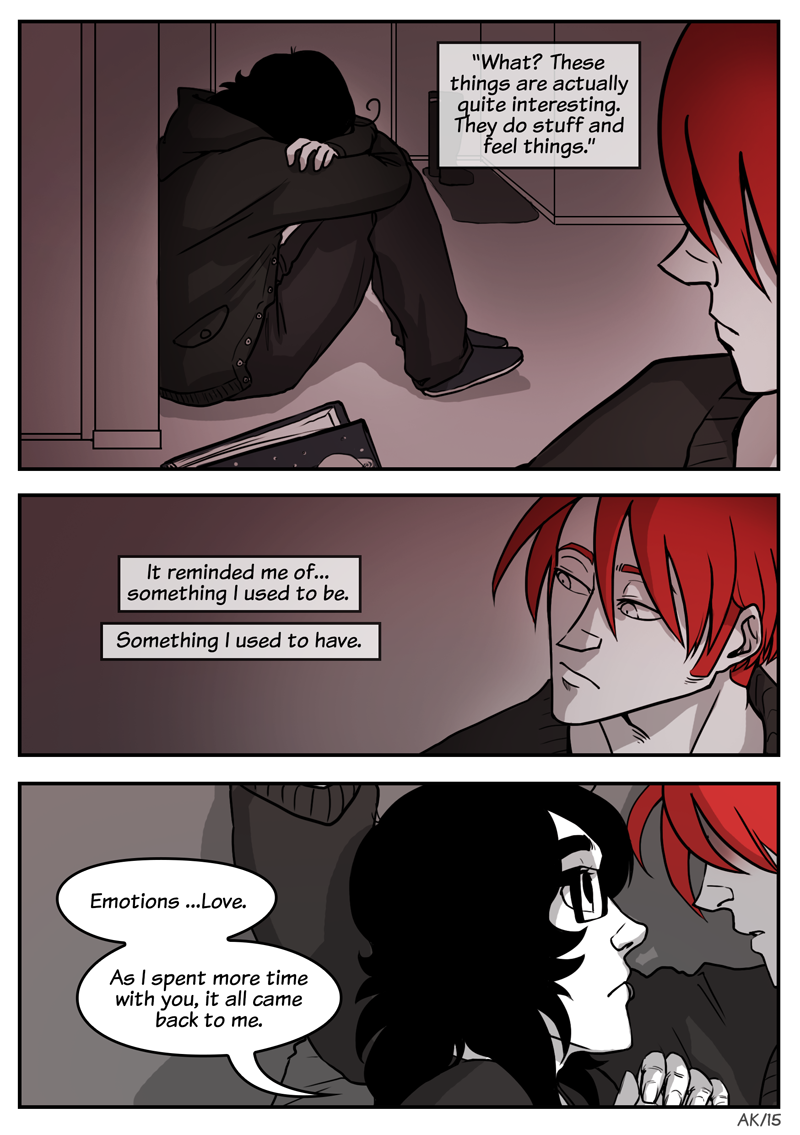 “What? These
things are actually
quite interesting.
They do stuff and
feel things."
It reminded me of...
something I used to be.
Something I used to have.
Emotions ...Love.
As I spent more time
with you, it all came
back to me.
AK/15